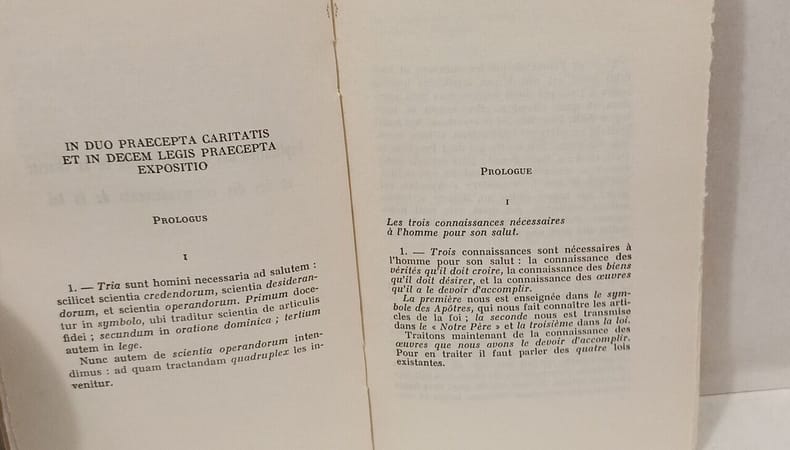 IN DUO PRAECEPTA CARITATIS
ET IN DECEM LEGIS PRAECEPTA
EXPOSITIO
PROLOGUS
I
1. — Tria sunt homini necessaria ad salutem :
scilicet scientia credendorum, scientia desideran-
dorum, et scientia operandorum. Primum doce-
tur in symbolo, ubi traditur scientia de articulis
fidei ; secundum in oratione dominica ; tertium
autem in lege.
Nunc autem de scientia operandorum inten-
dimus : ad quam tractandam quadruplex lex in-
venitur.
PROLOGUE
I
Les trois connaissances nécessaires
à l'homme pour son salut.
1. — Trois connaissances sont nécessaires à
l'homme pour son salut : la connaissance des
vérités qu'il doit croire, la connaissance des biens
qu'il doit désirer, et la connaissance des œuvres
qu'il a le devoir d'accomplir.
La première nous est enseignée dans le sym-
bole des Apôtres, qui nous fait connaître les arti-
cles de la foi ; la seconde nous est transmise
dans le « Notre Père » et la troisième dans la loi.
Traitons maintenant de la connaissance des
œuvres que nous avons le devoir d'accomplir.
Pour en traiter il faut parler des quatre lois
existantes.